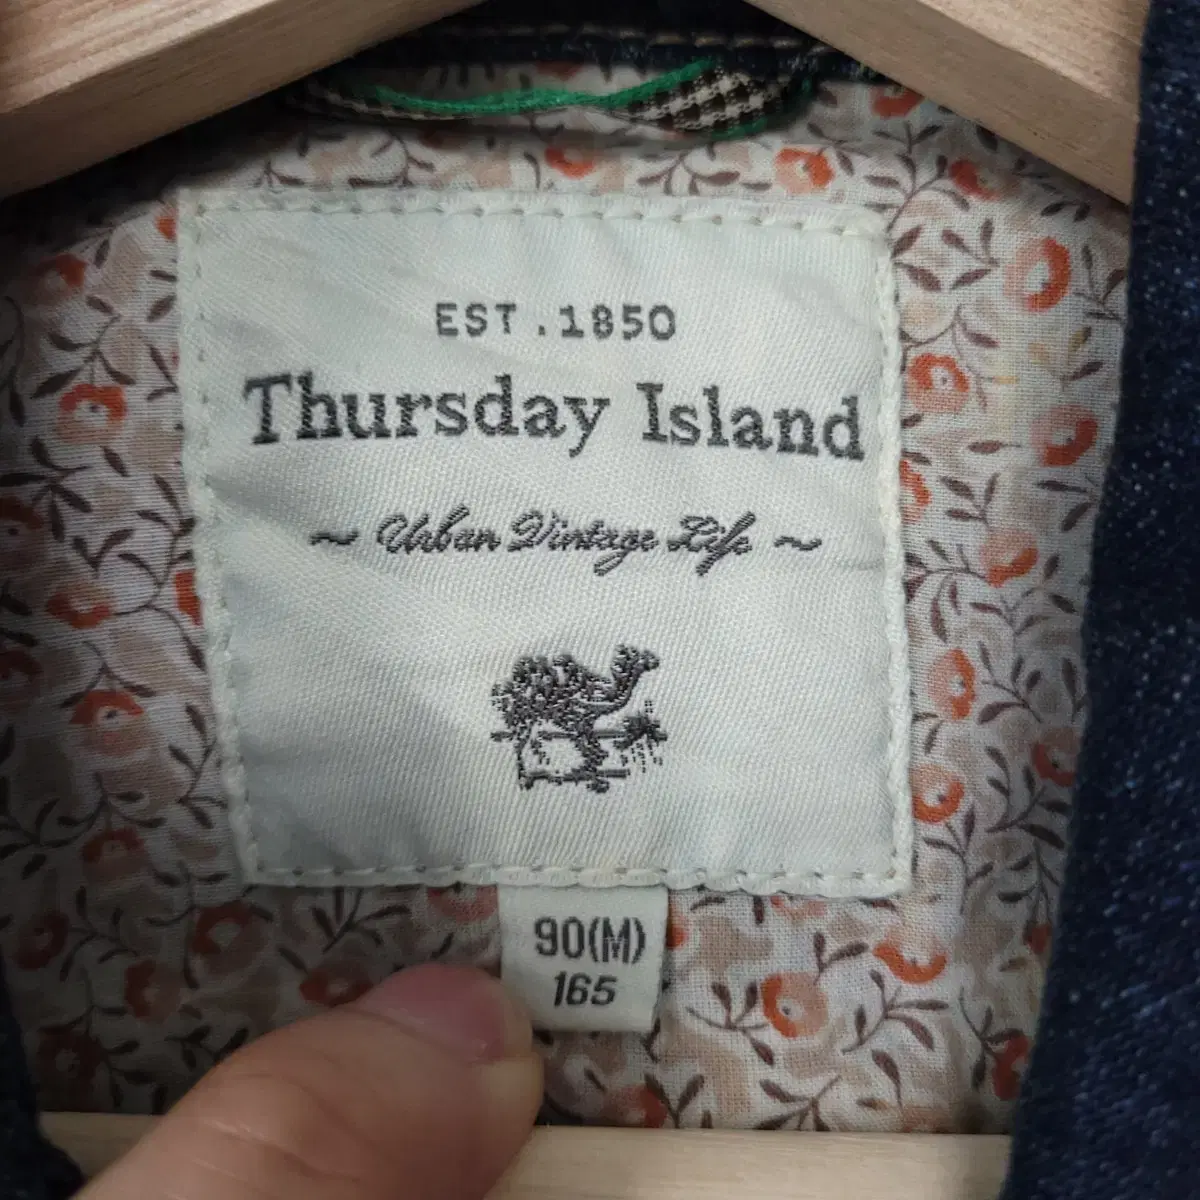 EST.1850
Thursday Island
~ Urban Vintage Life ~
90(M)
165